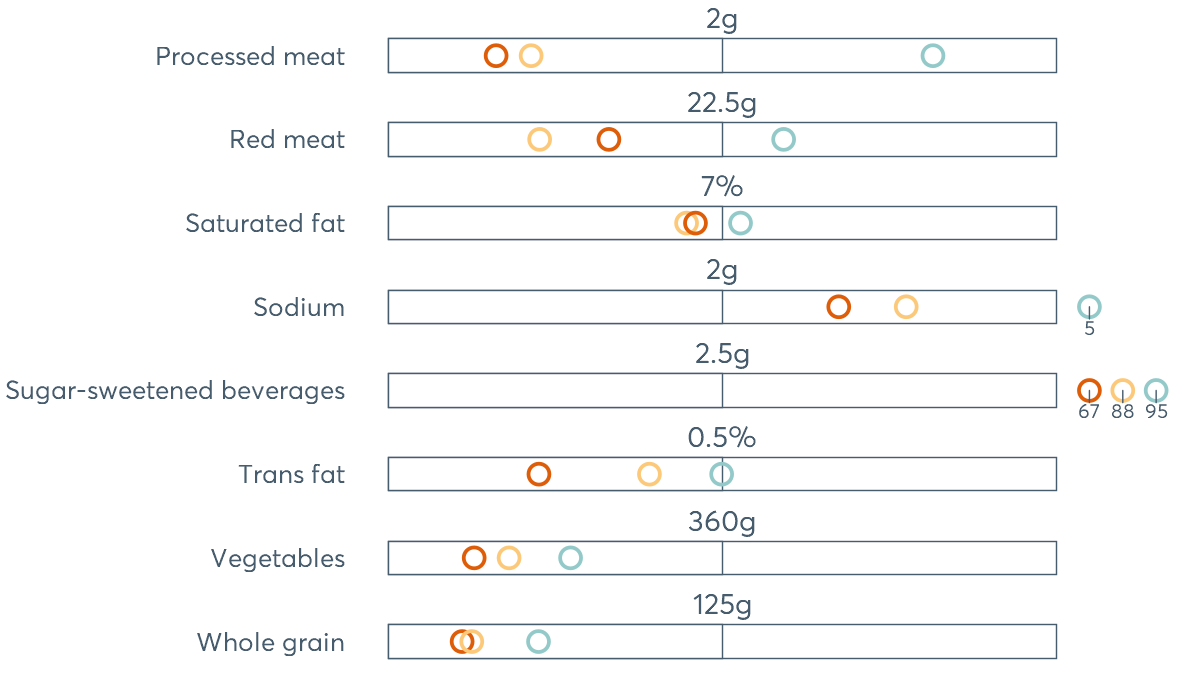 2g
Processed meat
22.5g
Red meat
7%
Saturated fat
2g
Sodium
5
2.5g
Sugar-sweetened beverages
67 88 95
0.5%
Trans fat
360g
Vegetables
125g
Whole grain